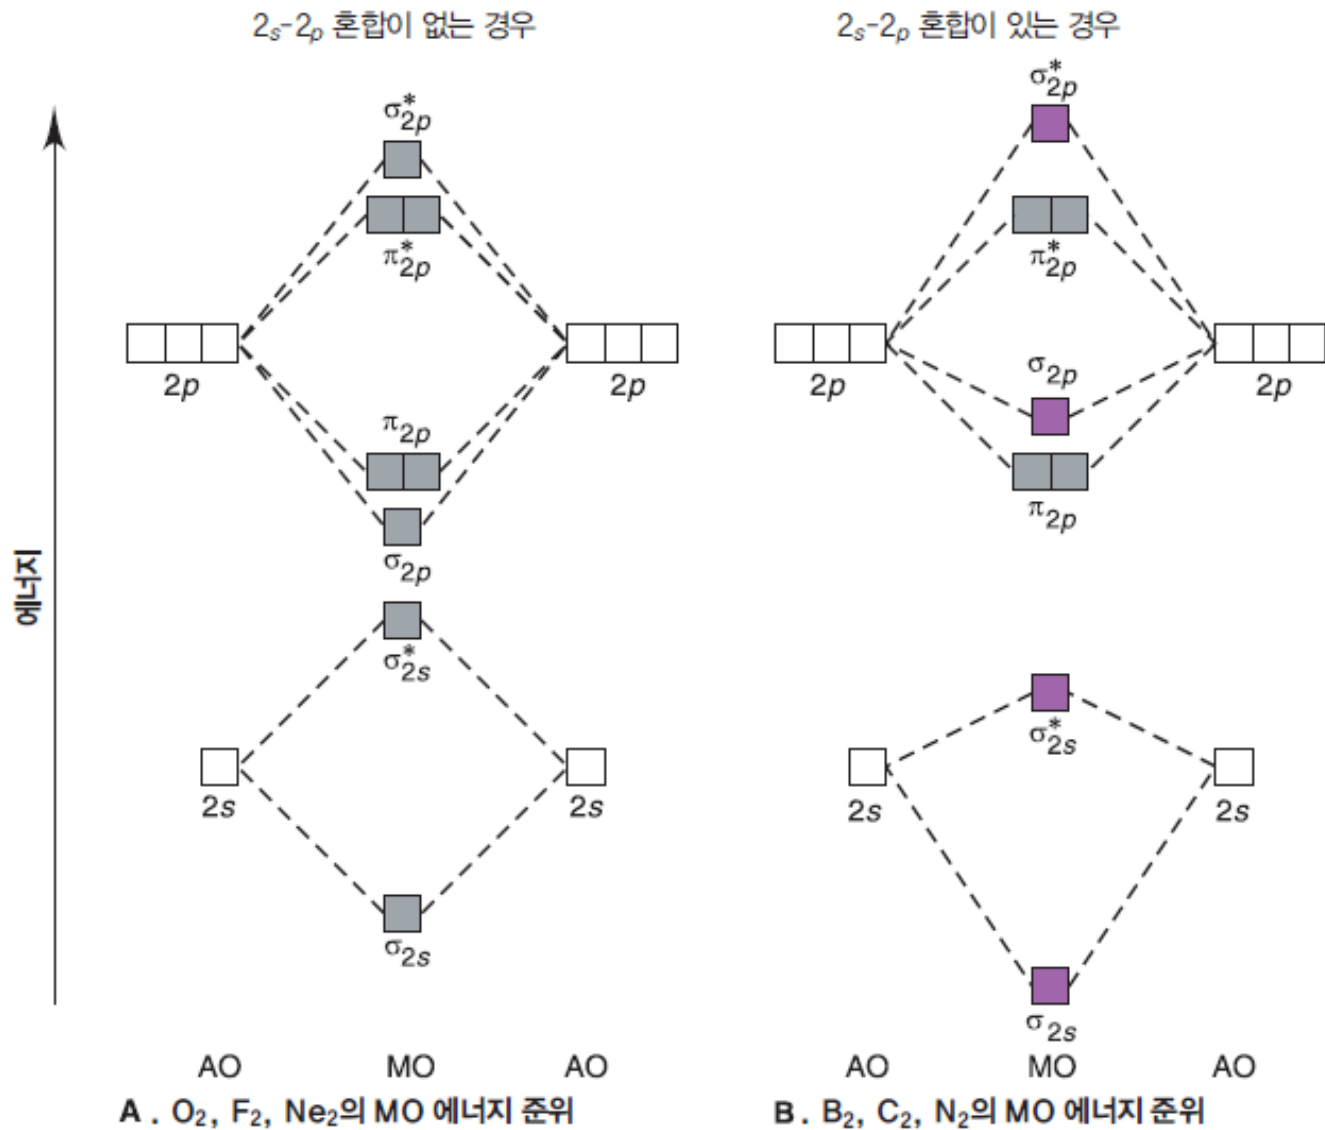 2s-2p 혼합이 없는 경우
σ*2p
π*2p
2p 2p
π2p
σ2p
σ*2s
2s 2s
σ2s
에너지
AO MO AO
A. O2, F2, Ne2의 MO 에너지 준위
2s-2p 혼합이 있는 경우
σ*2p
π*2p
2p 2p
σ2p
π2p
σ*2s
2s 2s
σ2s
AO MO AO
B. B2, C2, N2의 MO 에너지 준위